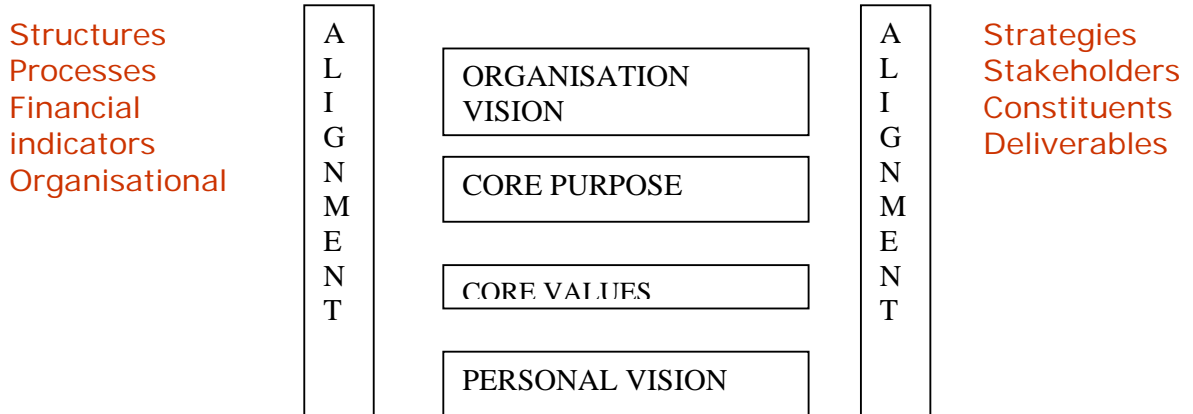 Structures
Processes
Financial
indicators
Organisational
A
L
I
G
N
M
E
N
T
ORGANISATION
VISION
CORE PURPOSE
CORE VALUES
PERSONAL VISION
A
L
I
G
N
M
E
N
T
Strategies
Stakeholders
Constituents
Deliverables